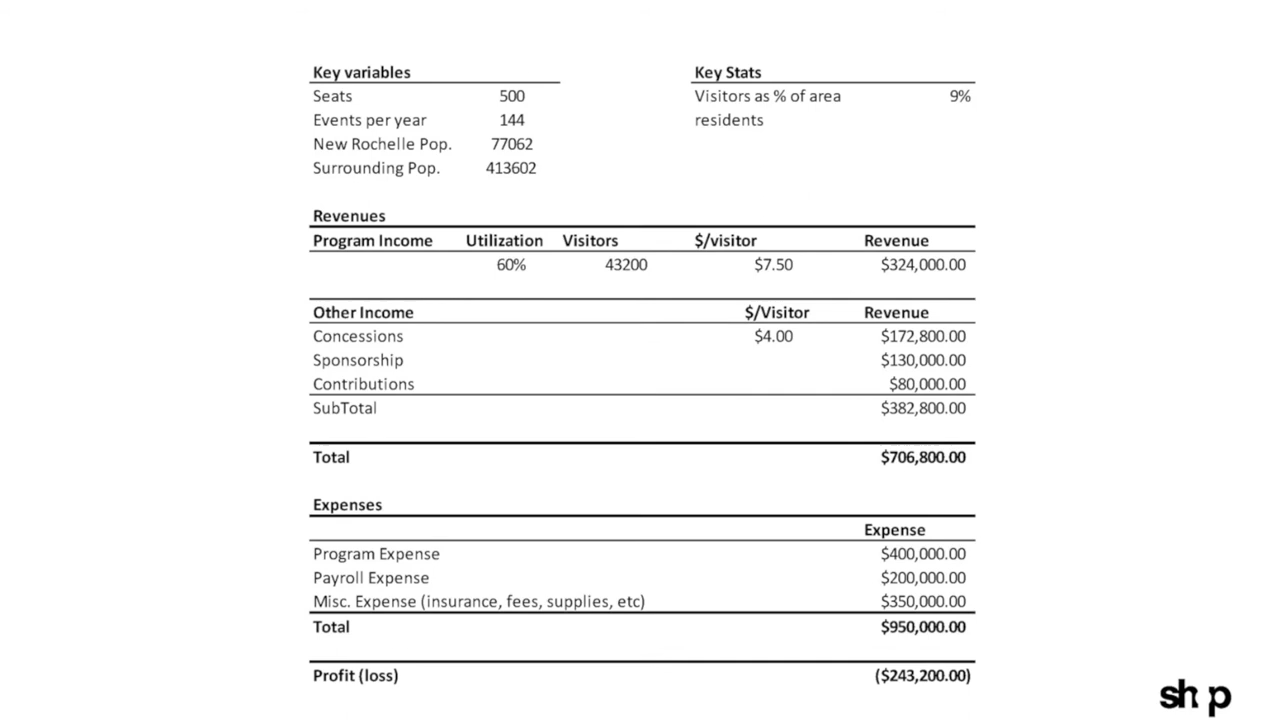 Key variables
Seats 500
Events per year 144
New Rochelle Pop. 77062
Surrounding Pop. 413602
Key Stats
Visitors as % of area 9%
residents
Revenues
Program Income Utilization Visitors $/visitor Revenue
60% 43200 $7.50 $324,000.00
Other Income $/Visitor Revenue
Concessions $4.00 $172,800.00
Sponsorship $130,000.00
Contributions $80,000.00
SubTotal $382,800.00
Total $706,800.00
Expenses
Expense
Program Expense $400,000.00
Payroll Expense $200,000.00
Misc. Expense (insurance, fees, supplies, etc) $350,000.00
Total $950,000.00
Profit (loss) ($243,200.00)